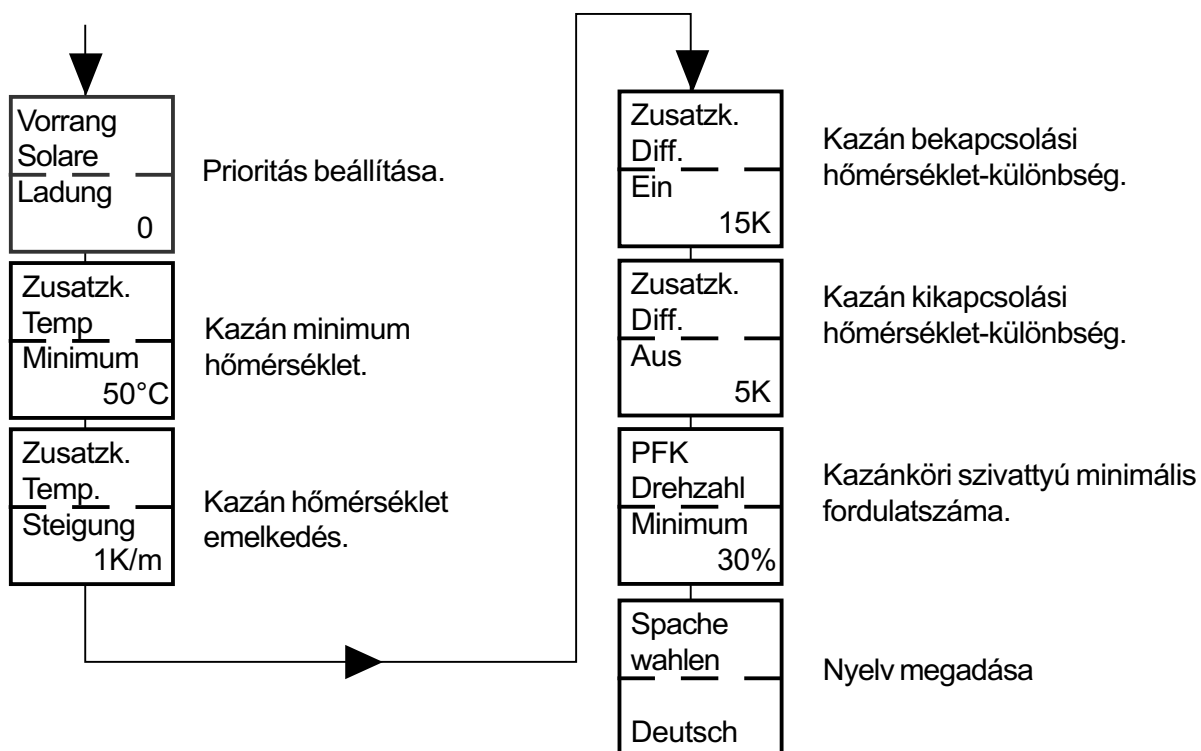 Vorrang
Solare
Ladung
0
Prioritás beállítása.
Zusatzk.
Temp
Minimum
50°C
Kazán minimum
hőmérséklet.
Zusatzk.
Temp.
Steigung
1K/m
Kazán hőmérséklet
emelkedés.
Zusatzk.
Diff.
Ein
15K
Kazán bekapcsolási
hőmérséklet-különbség.
Zusatzk.
Diff.
Aus
5K
Kazán kikapcsolási
hőmérséklet-különbség.
PFK
Drehzahl
Minimum
30%
Kazánköri szivattyú minimális
fordulatszáma.
Spache
wahlen
Deutsch
Nyelv megadása